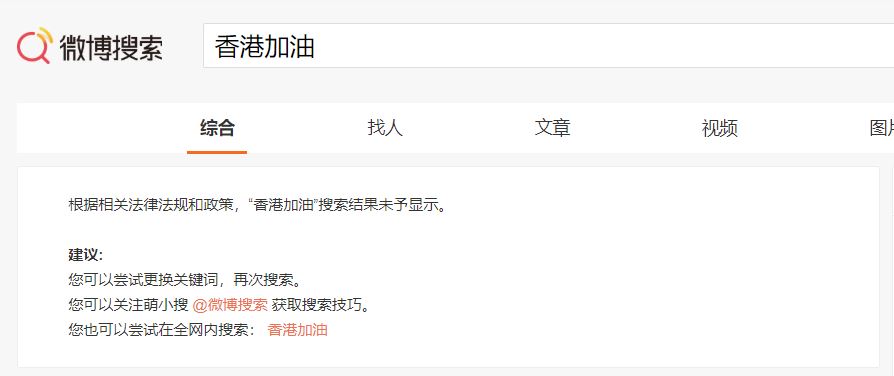 微博搜索
香港加油
综合
找人
文章
视频
图
根据相关法律法规和政策，“香港加油”搜索结果未予显示。
建议：
您可以尝试更换关键词，再次搜索。
您可以关注萌小搜 @微博搜索 获取搜索技巧。
您也可以尝试在全网内搜索： 香港加油